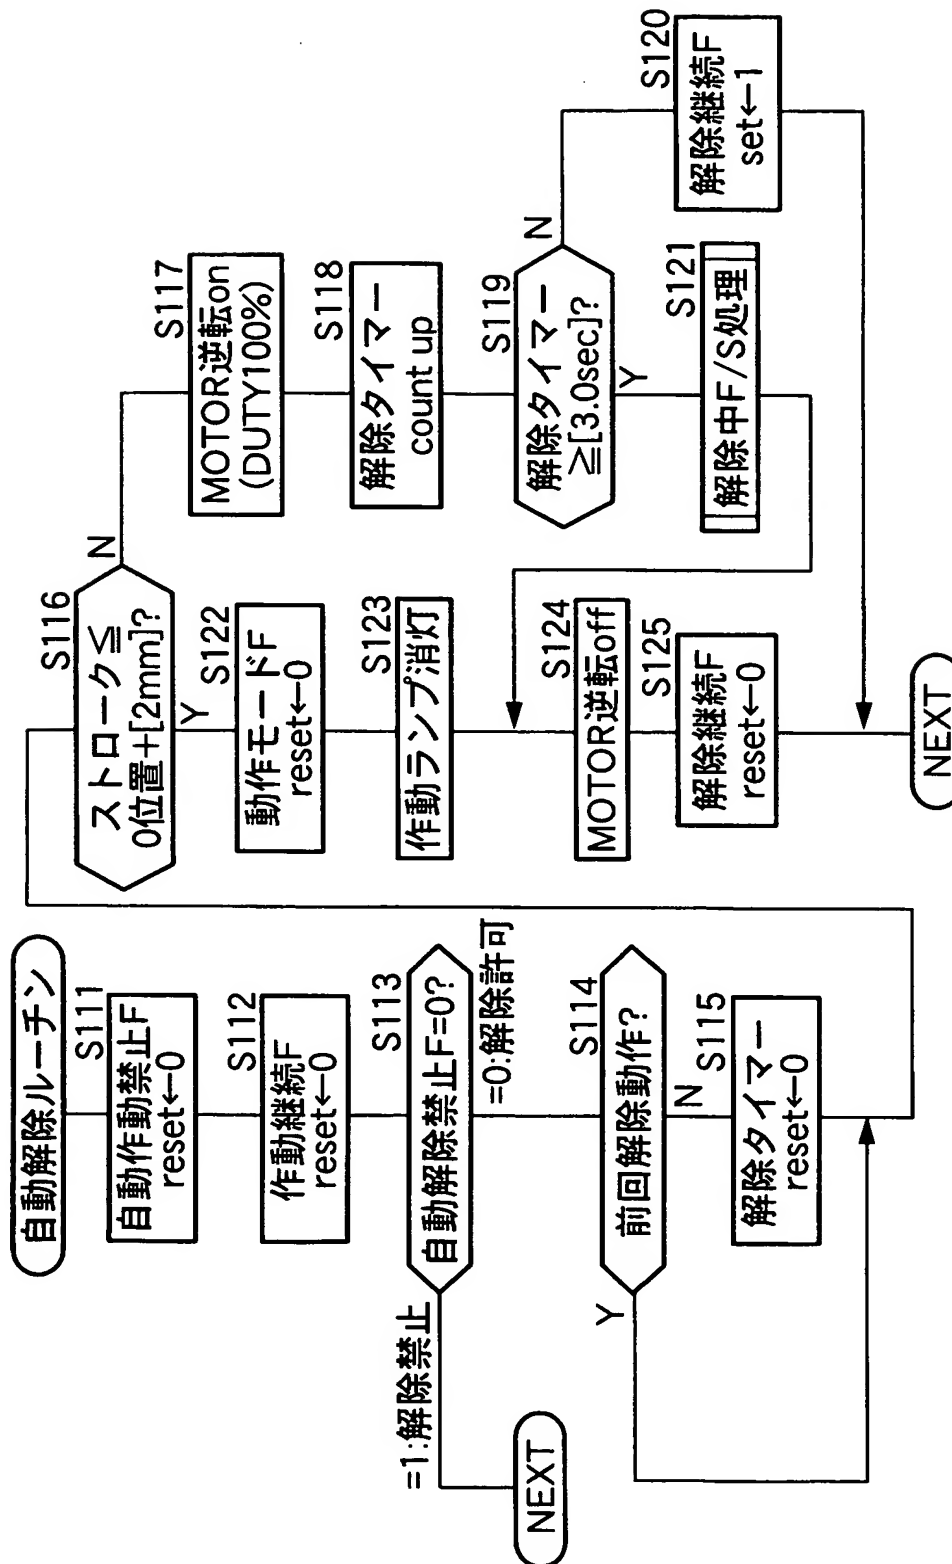 自動解除ルーチン
S111
自動作動禁止F
reset←0
S112
作動継続F
reset←0
S113
自動解除禁止F=0?
=1:解除禁止
=0:解除許可
NEXT
S114
前回解除動作?
Y
N
S115
解除タイマー
reset←0
S116
ストローク≦
0位置+[2mm]?
N
Y
S122
動作モードF
reset←0
S123
作動ランプ消灯
S124
MOTOR逆転off
S125
解除継続F
reset←0
NEXT
S117
MOTOR逆転on
(DUTY100%)
S118
解除タイマー
count up
S119
解除タイマー
≧[3.0sec]?
N
Y
S120
解除継続F
set←1
S121
解除中F/S処理